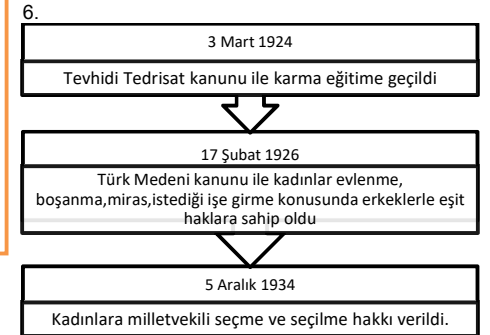 6.
3 Mart 1924
Tevhidi Tedrisat kanunu ile karma eğitime geçildi
17 Şubat 1926
Türk Medeni kanunu ile kadınlar evlenme,
boşanma,miras,istediği işe girme konusunda erkeklerle eşit
haklara sahip oldu
5 Aralık 1934
Kadınlara milletvekili seçme ve seçilme hakkı verildi.